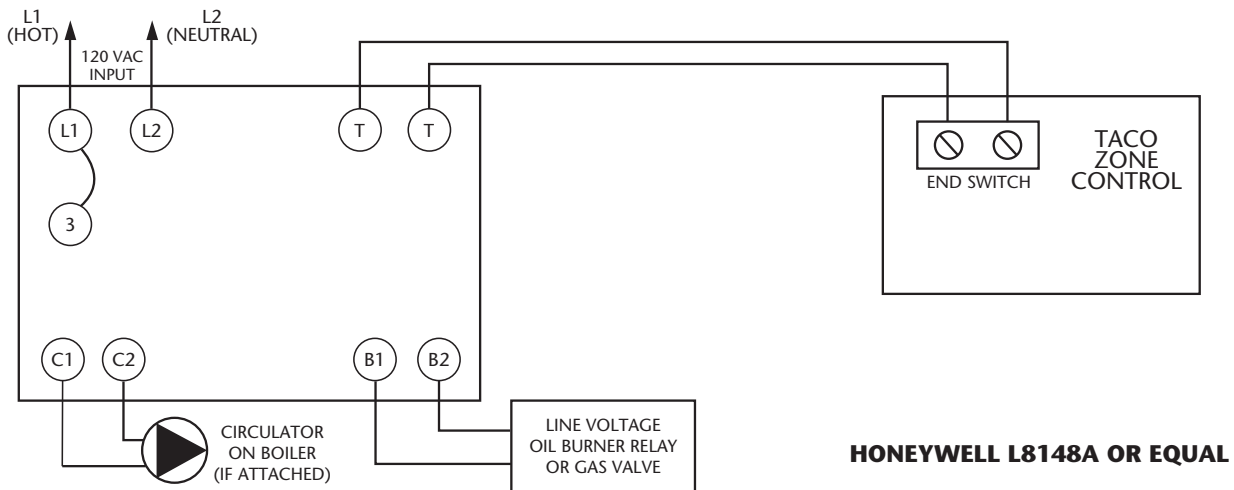 L1
(HOT)
L2
(NEUTRAL)
120 VAC
INPUT
L1
L2
T
T
3
TACO
ZONE
CONTROL
END SWITCH
C1
C2
B1
B2
CIRCULATOR
ON BOILER
(IF ATTACHED)
LINE VOLTAGE
OIL BURNER RELAY
OR GAS VALVE
HONEYWELL L8148A OR EQUAL